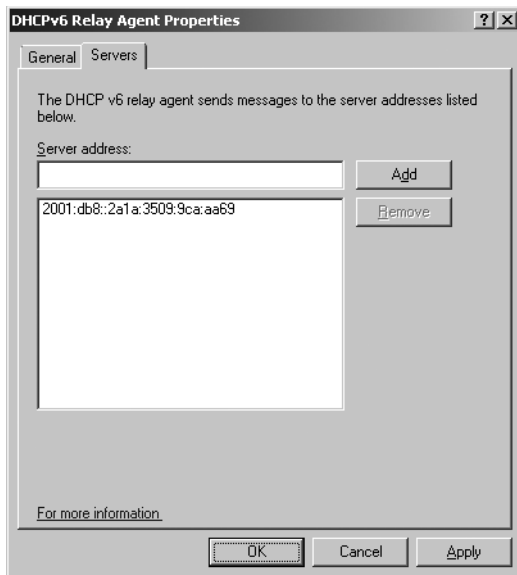 DHCPv6 Relay Agent Properties
General Servers
The DHCP v6 relay agent sends messages to the server addresses listed
below.
Server address:
Add
2001:db8::2a1a:3509:9ca:aa69
Remove
For more information
OK Cancel Apply